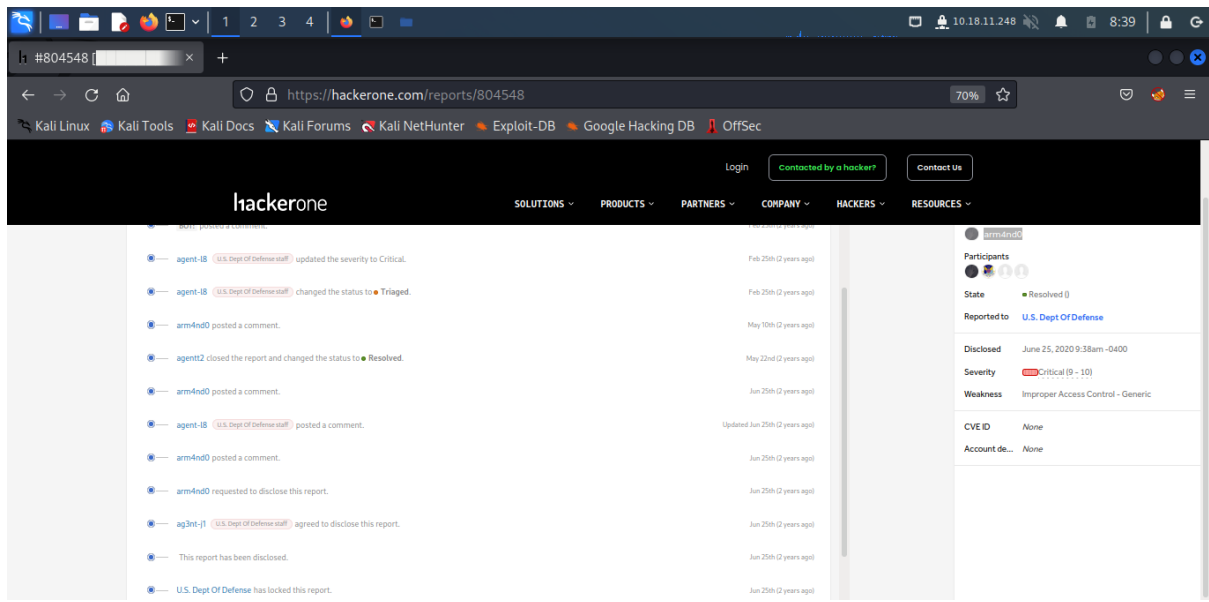 1 2 3 4
10.18.11.248
8:39
#804548 [
https://hackerone.com/reports/804548
70%
Kali Linux Kali Tools Kali Docs Kali Forums Kali NetHunter Exploit-DB Google Hacking DB OffSec
Login Contacted by a hacker? Contact Us
hackerone SOLUTIONS PRODUCTS PARTNERS COMPANY HACKERS RESOURCES
posted a comment. Feb 25th (2 years ago)
agent-l8 U.S. Dept Of Defense staff updated the severity to Critical. Feb 25th (2 years ago)
agent-l8 U.S. Dept Of Defense staff changed the status to Triaged. Feb 25th (2 years ago)
arm4nd0 posted a comment. May 10th (2 years ago)
agentt2 closed the report and changed the status to Resolved. May 22nd (2 years ago)
arm4nd0 posted a comment. Jun 25th (2 years ago)
agent-l8 U.S. Dept Of Defense staff posted a comment. Updated Jun 25th (2 years ago)
arm4nd0 posted a comment. Jun 25th (2 years ago)
arm4nd0 requested to disclose this report. Jun 25th (2 years ago)
ag3nt-j1 U.S. Dept Of Defense staff agreed to disclose this report. Jun 25th (2 years ago)
This report has been disclosed. Jun 25th (2 years ago)
U.S. Dept Of Defense has locked this report. Jun 25th (2 years ago)
arm4nd0
Participants
State Resolved ()
Reported to U.S. Dept Of Defense
Disclosed June 25, 2020 9:38am -0400
Severity Critical (9 – 10)
Weakness Improper Access Control - Generic
CVE ID None
Account de... None